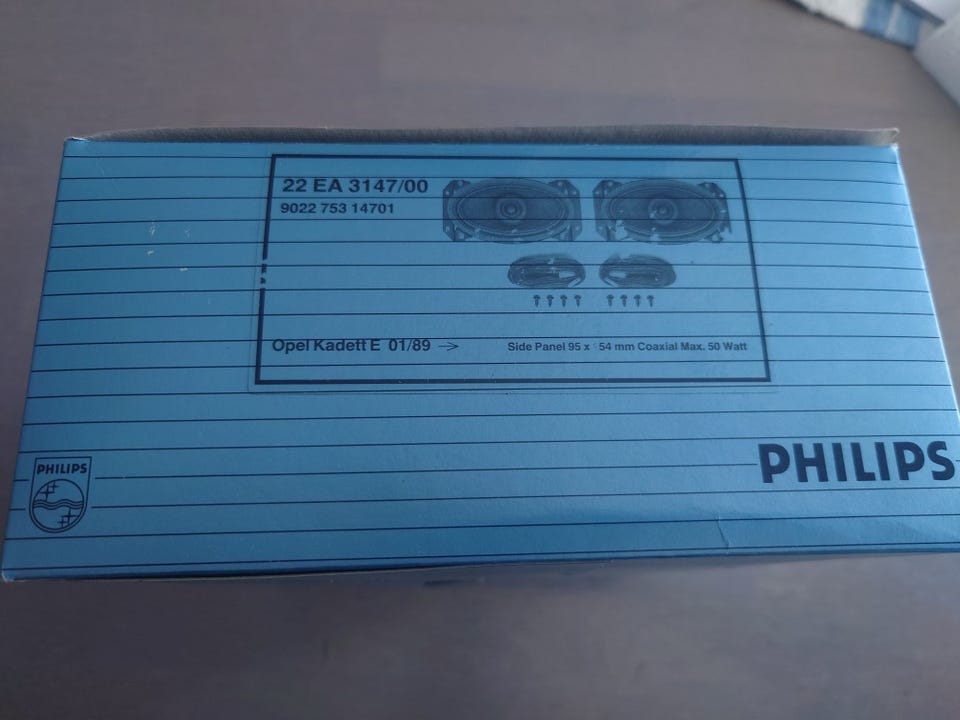 22 EA 3147/00
9022 753 14701
Opel Kadett E 01/89 →
Side Panel 95 x 54 mm Coaxial Max. 50 Watt
PHILIPS
PHILIPS